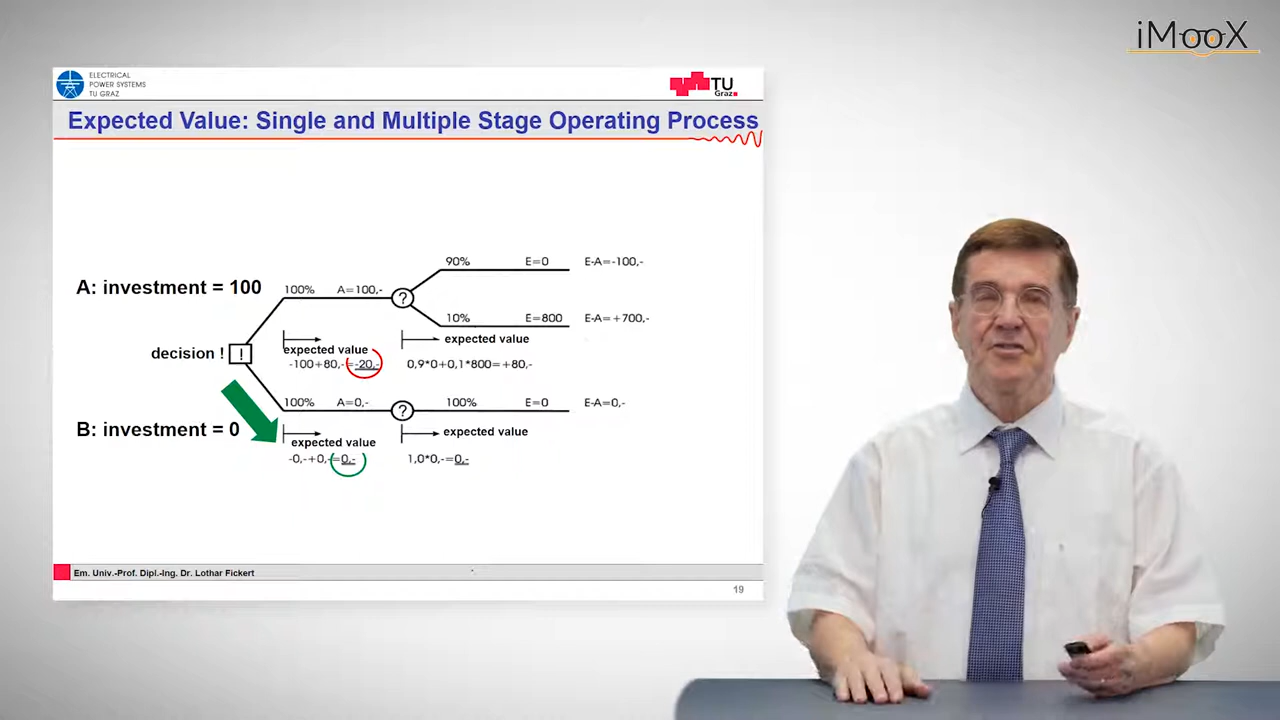 iMooX
ELECTRICAL
POWER SYSTEMS
TU GRAZ
TU
Graz
Expected Value: Single and Multiple Stage Operating Process
90% E=0 E-A=-100,-
A: investment = 100
100% A=100,-
?
10% E=800 E-A=+700,-
expected value
expected value
decision ! !
-100+80,-=-20,- 0,9*0+0,1*800=+80,-
100% A=0,- ? 100% E=0 E-A=0,-
B: investment = 0
expected value
expected value
-0,-+0,-=0,- 1,0*0,-=0,-
Em. Univ.-Prof. Dipl.-Ing. Dr. Lothar Fickert
19